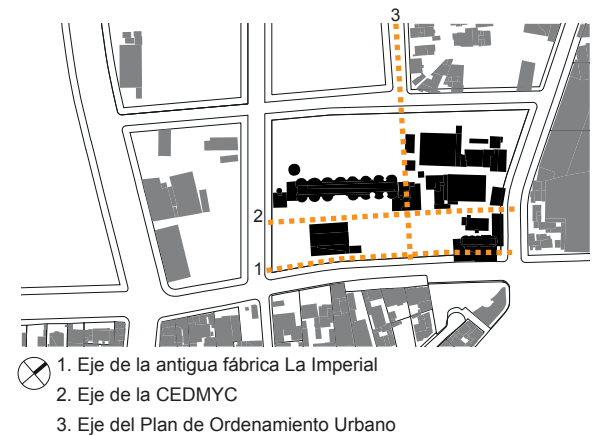 3
2
1
1. Eje de la antigua fábrica La Imperial
2. Eje de la CEDMYC
3. Eje del Plan de Ordenamiento Urbano